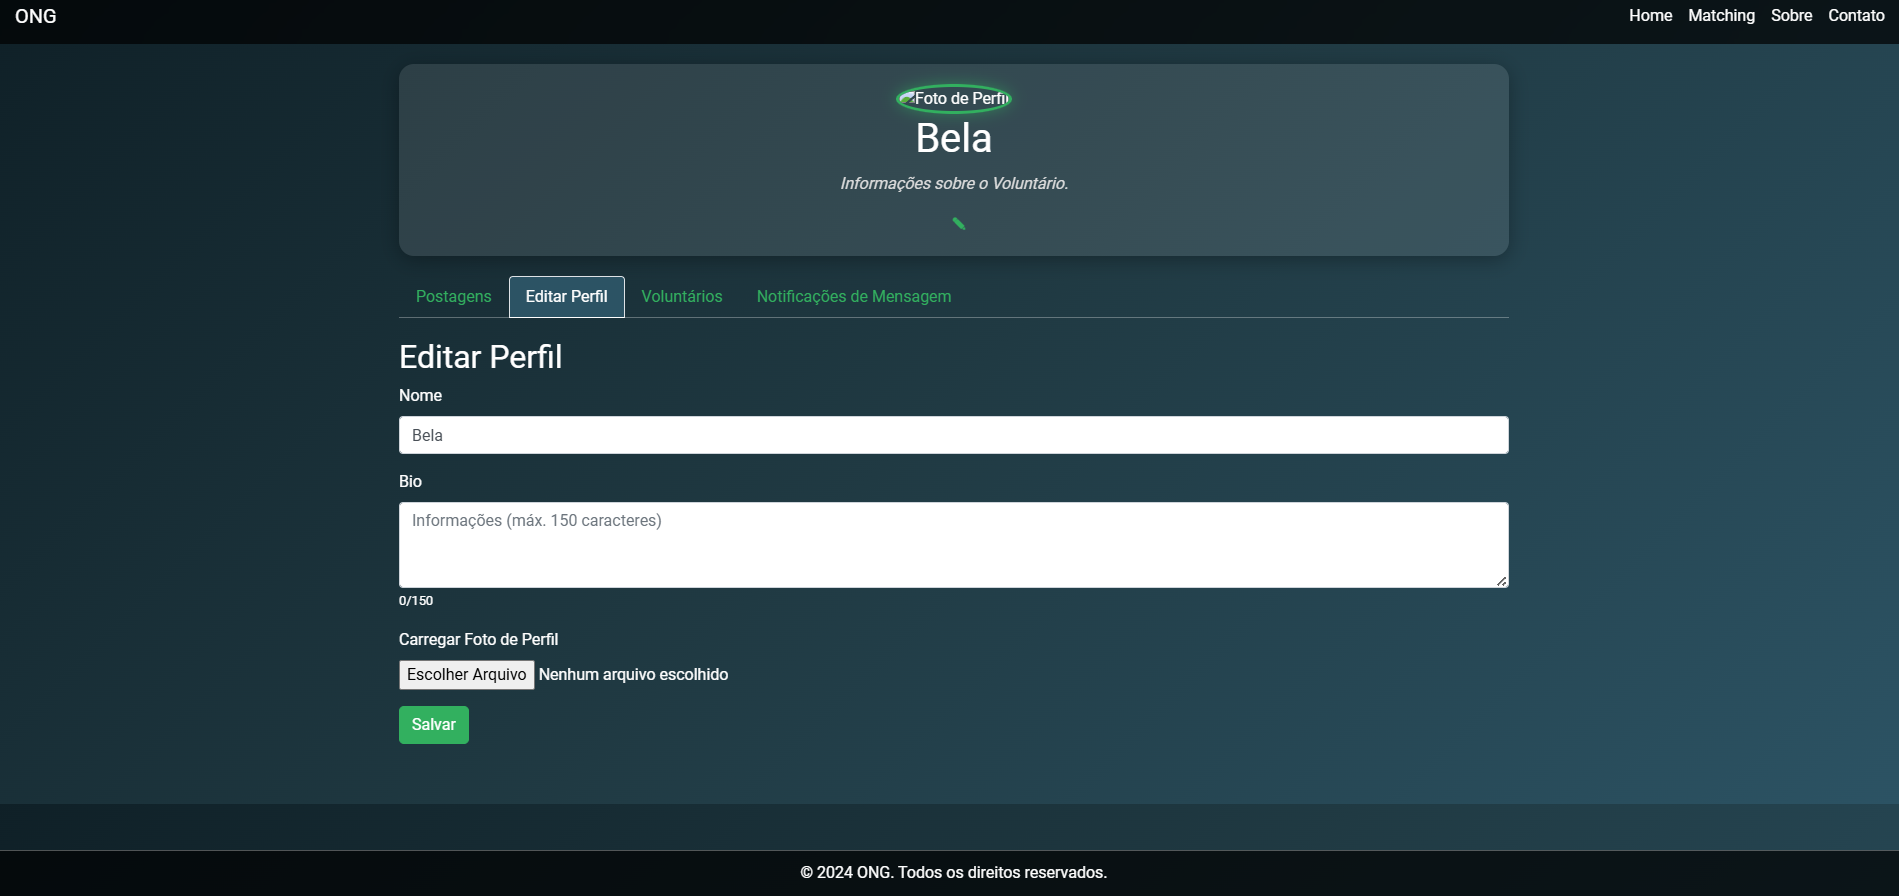 ONG
Home Matching Sobre Contato
Foto de Perfil
Bela
Informações sobre o Voluntário.
Postagens Editar Perfil Voluntários Notificações de Mensagem
Editar Perfil
Nome
Bela
Bio
Informações (máx. 150 caracteres)
0/150
Carregar Foto de Perfil
Escolher Arquivo Nenhum arquivo escolhido
Salvar
© 2024 ONG. Todos os direitos reservados.